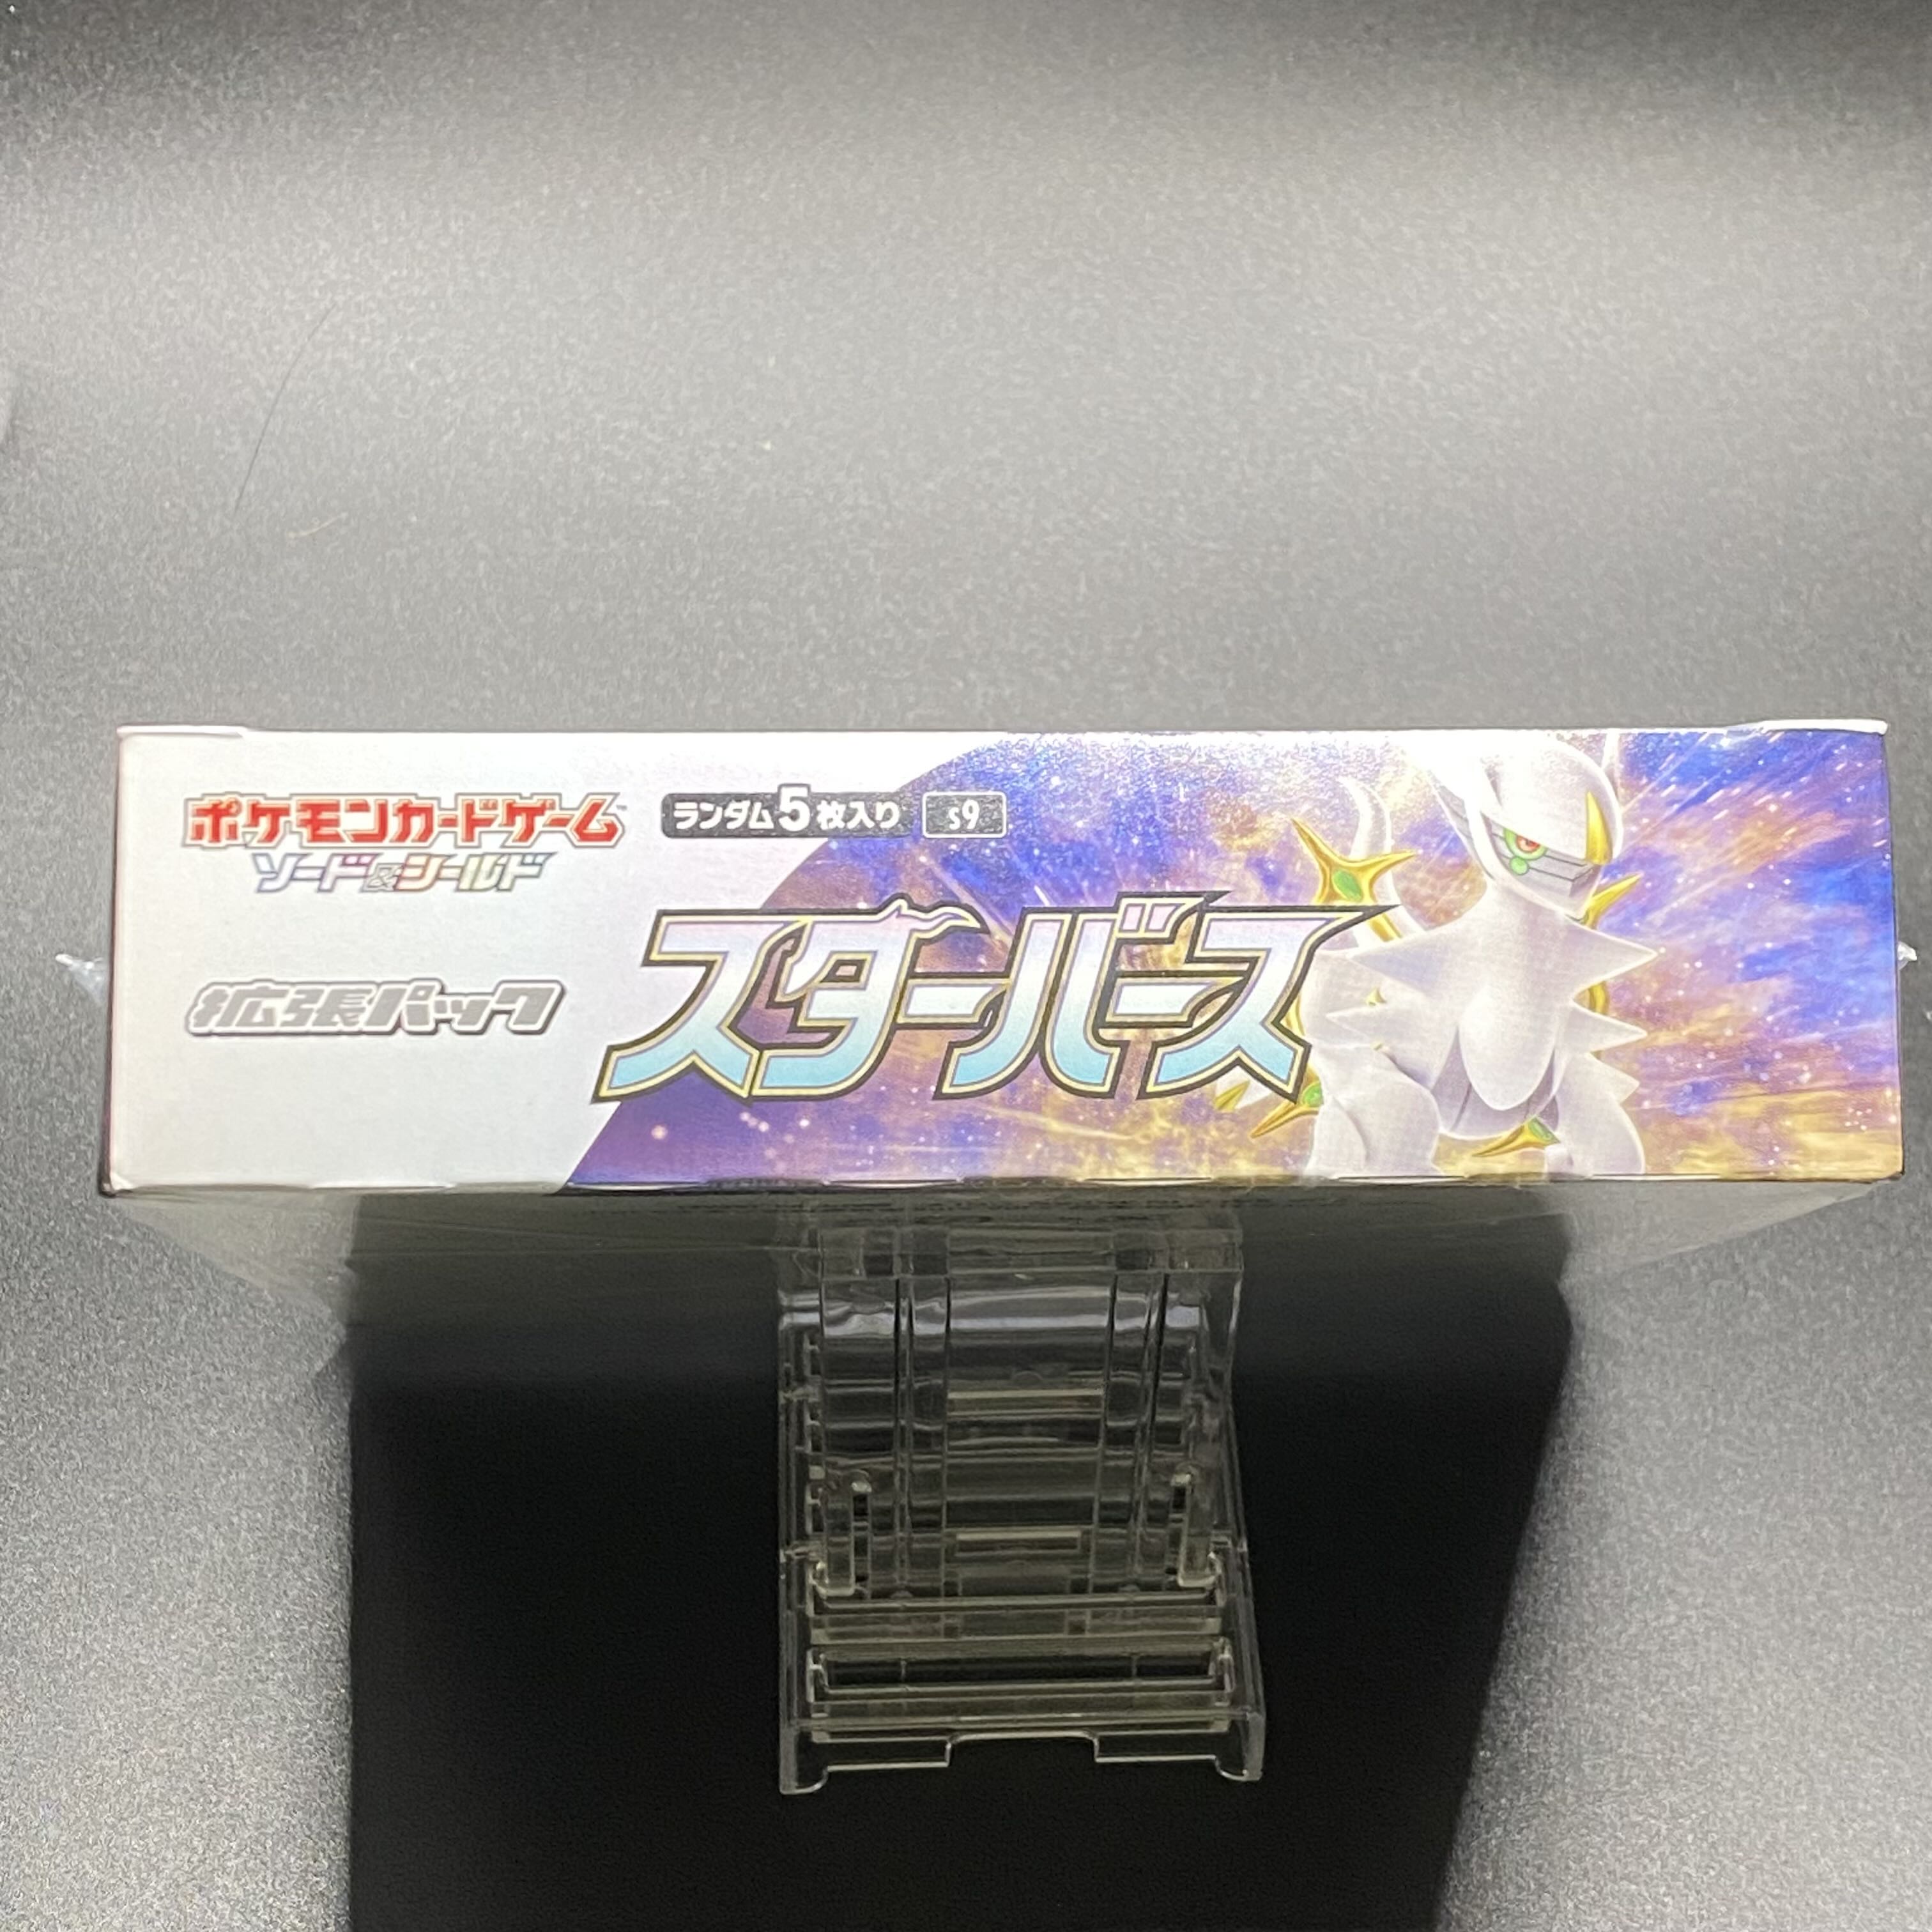 ポケモンカードゲーム
ソード&シールド
ランダム5枚入り s9
拡張パック
スターバース